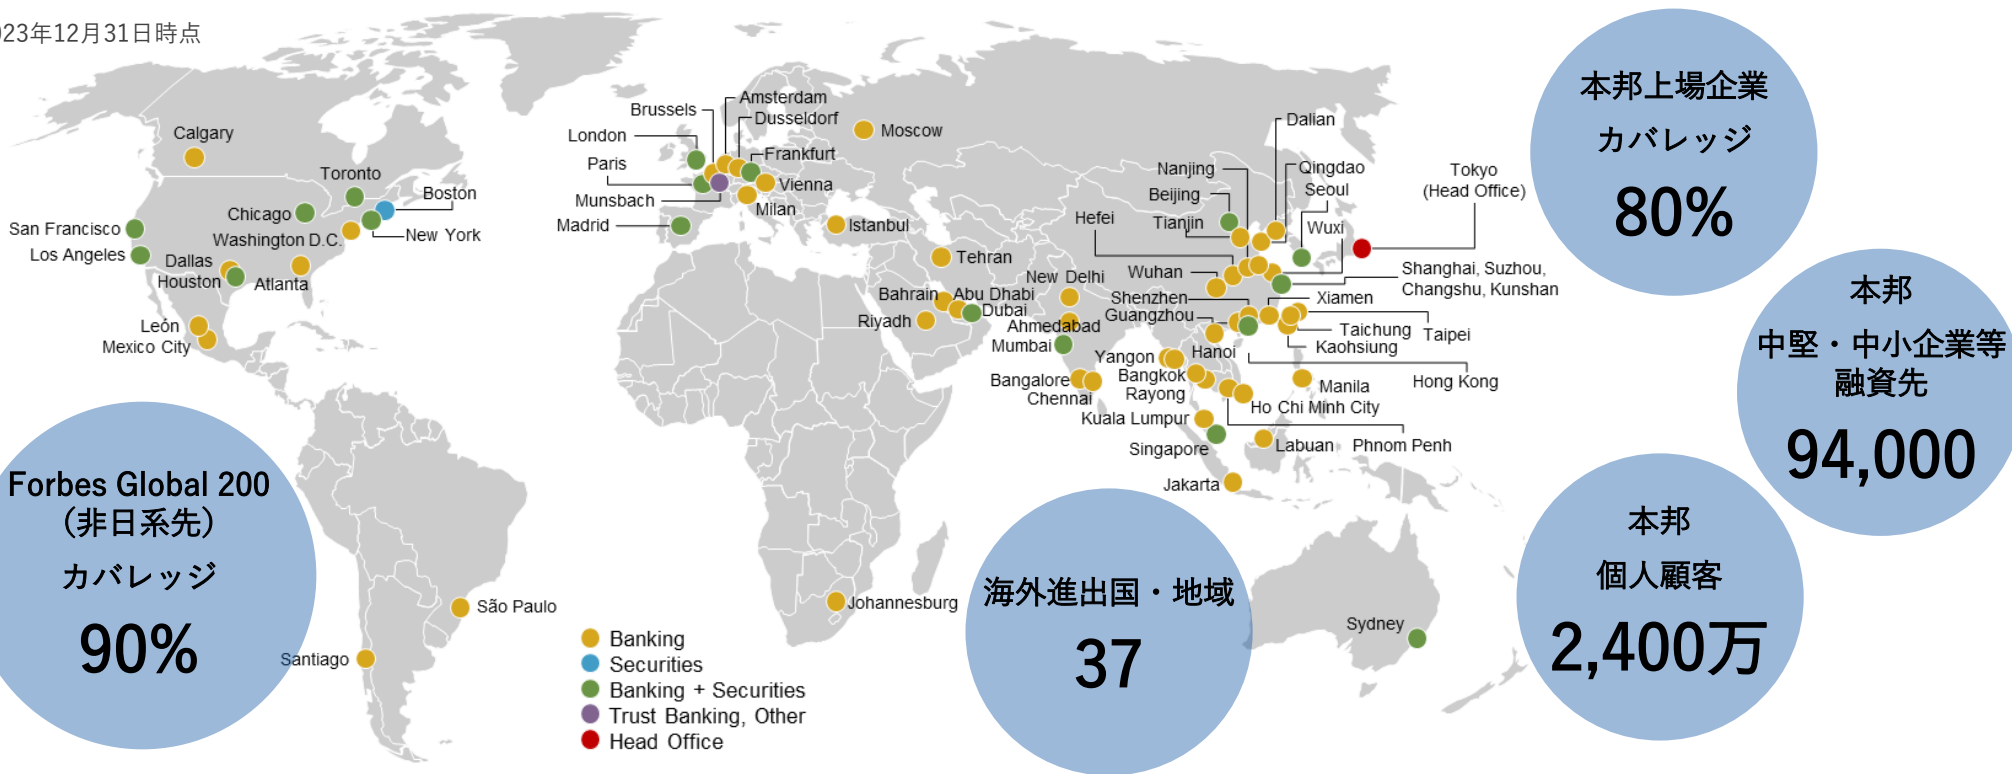 023年12月31日時点
Calgary
Toronto
Boston
Chicago
San Francisco
Washington D.C.
New York
Los Angeles
Dallas
Houston
Atlanta
León
Mexico City
São Paulo
Santiago
Amsterdam
Brussels
Dusseldorf
London
Frankfurt
Paris
Vienna
Munsbach
Milan
Madrid
Moscow
Istanbul
Tehran
Bahrain
Abu Dhabi
Dubai
Riyadh
Johannesburg
New Delhi
Ahmedabad
Mumbai
Bangalore
Chennai
Dalian
Nanjing
Qingdao
Beijing
Seoul
Hefei
Tianjin
Wuxi
Tokyo
(Head Office)
Wuhan
Shanghai, Suzhou,
Changshu, Kunshan
Shenzhen
Xiamen
Guangzhou
Taichung
Taipei
Kaohsiung
Hanoi
Hong Kong
Yangon
Bangkok
Rayong
Manila
Ho Chi Minh City
Kuala Lumpur
Phnom Penh
Singapore
Labuan
Jakarta
Sydney
Banking
Securities
Banking + Securities
Trust Banking, Other
Head Office
Forbes Global 200
（非日系先）
カバレッジ
90%
海外進出国・地域
37
本邦上場企業
カバレッジ
80%
本邦
中堅・中小企業等
融資先
94,000
本邦
個人顧客
2,400万